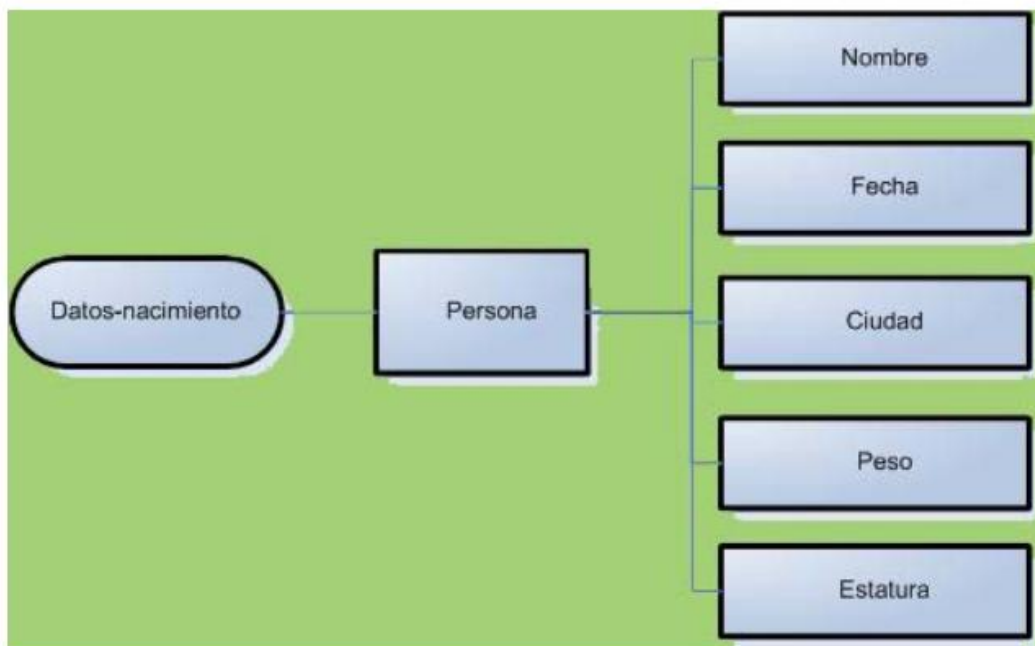 Datos-nacimiento
Persona
Nombre
Fecha
Ciudad
Peso
Estatura